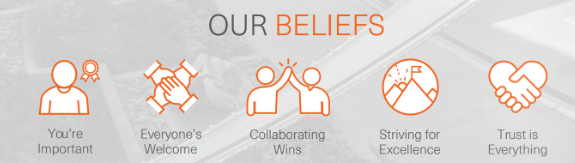 OUR BELIEFS
You're
Important
Everyone's
Welcome
Collaborating
Wins
Striving for
Excellence
Trust is
Everything